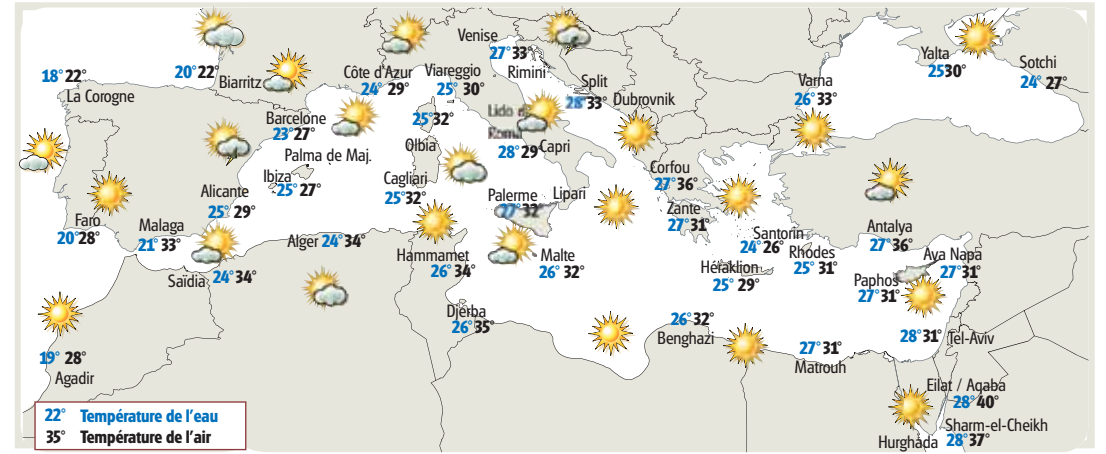 Venise
27° 33°
Rimini
Yalta
25 30°
Sotchi
24° 27°
18° 22°
La Corogne
20° 22°
Biarritz
Côte d'Azur
24° 29°
Viareggio
25° 30°
Split
28° 33°
Dubrovnik
Varna
26° 33°
Barcelone
23° 27°
25° 32°
Olbia
Lido di
Roma
28° 29
Capri
Palma de Maj.
Ibiza
25° 27°
Cagliari
25° 32°
Corfou
27° 36°
Alicante
25° 29°
Palerme
27° 32°
Lipari
Zante
27° 31°
Faro
20° 28°
Malaga
21° 33°
Alger 24° 34°
Santorin
24° 26°
Rhodes
25° 31°
Antalya
27° 36°
Saïdia
24° 34°
Hammamet
26° 34°
Malte
26° 32°
Héraklion
25° 29°
Aya Napa
27° 31°
Paphos
27° 31°
Djerba
26° 35°
26° 32°
Benghazi
27° 31°
Matrouh
28° 31°
Tel-Aviv
19° 28°
Agadir
Eilat / Aqaba
28° 40°
Sharm-el-Cheikh
28° 37°
Hurghada
22° Température de l'eau
35° Température de l'air